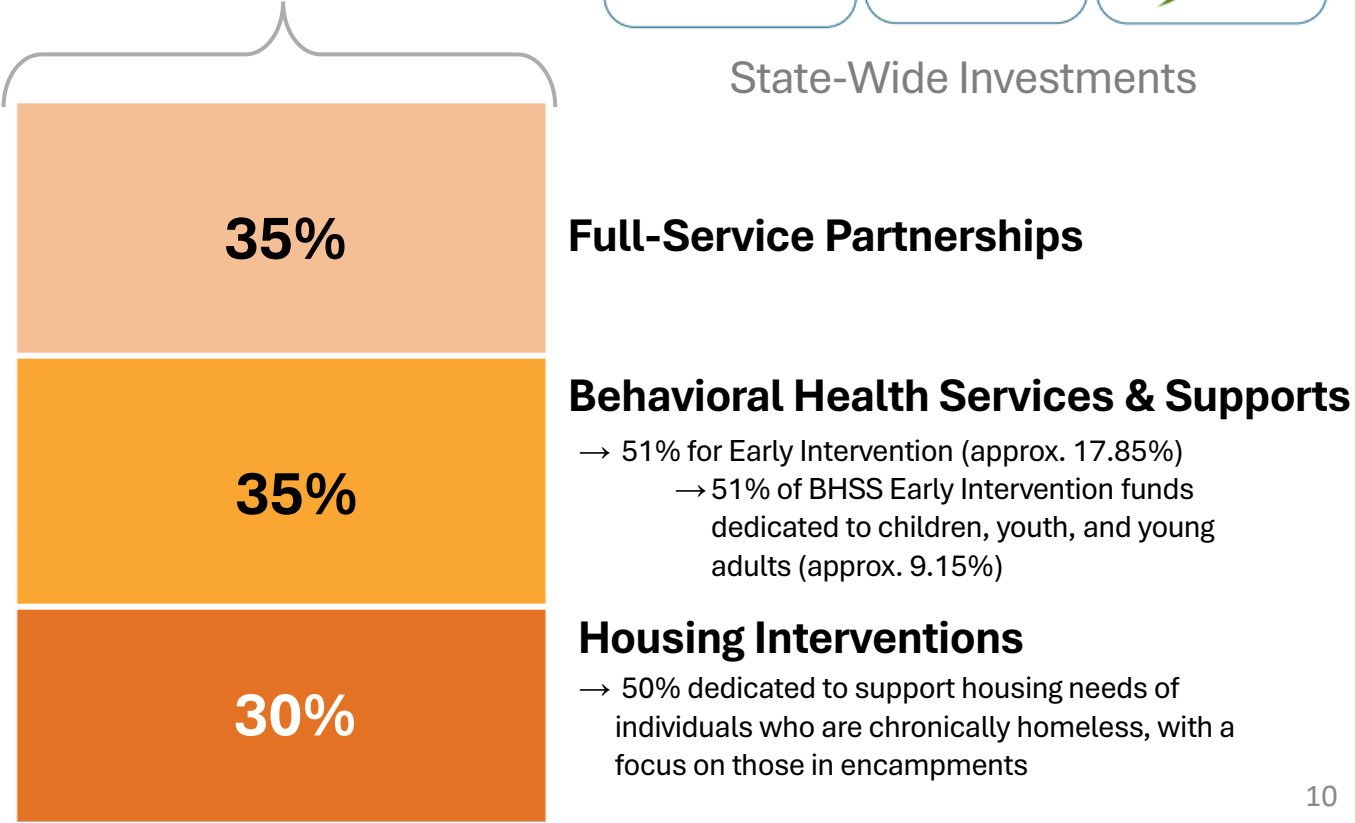 State-Wide Investments
35%
Full-Service Partnerships
35%
Behavioral Health Services & Supports
→ 51% for Early Intervention (approx. 17.85%)
→ 51% of BHSS Early Intervention funds
dedicated to children, youth, and young
adults (approx. 9.15%)
30%
Housing Interventions
→ 50% dedicated to support housing needs of
individuals who are chronically homeless, with a
focus on those in encampments
10